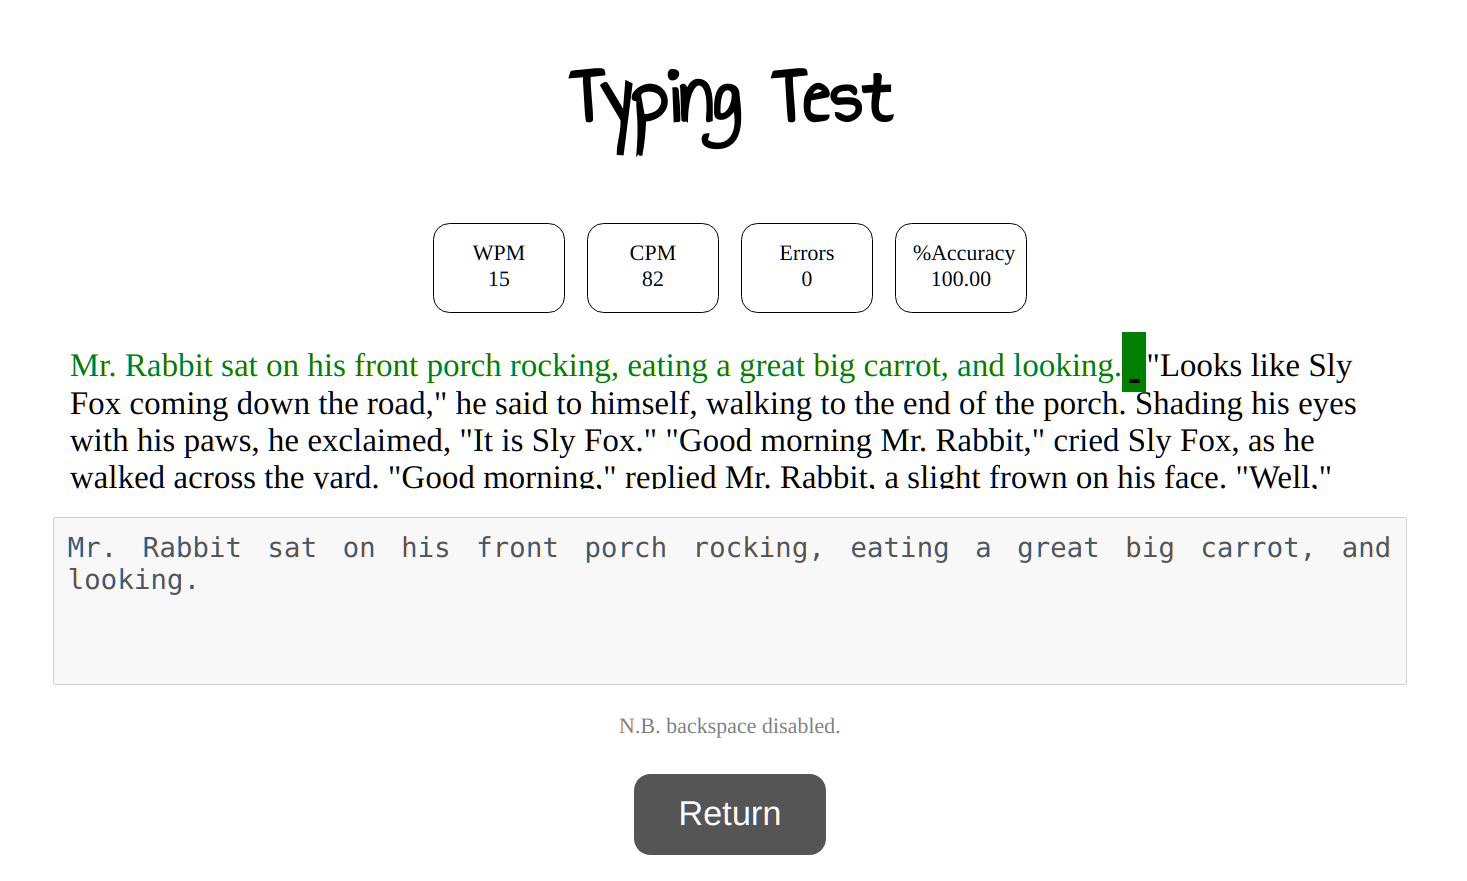 Typing Test
WPM
15
CPM
82
Errors
0
%Accuracy
100.00
Mr. Rabbit sat on his front porch rocking, eating a great big carrot, and looking._"Looks like Sly
Fox coming down the road," he said to himself, walking to the end of the porch. Shading his eyes
with his paws, he exclaimed, "It is Sly Fox." "Good morning Mr. Rabbit," cried Sly Fox, as he
walked across the yard. "Good morning," replied Mr. Rabbit, a slight frown on his face. "Well,"
Mr. Rabbit sat on his front porch rocking, eating a great big carrot, and
looking.
N.B. backspace disabled.
Return